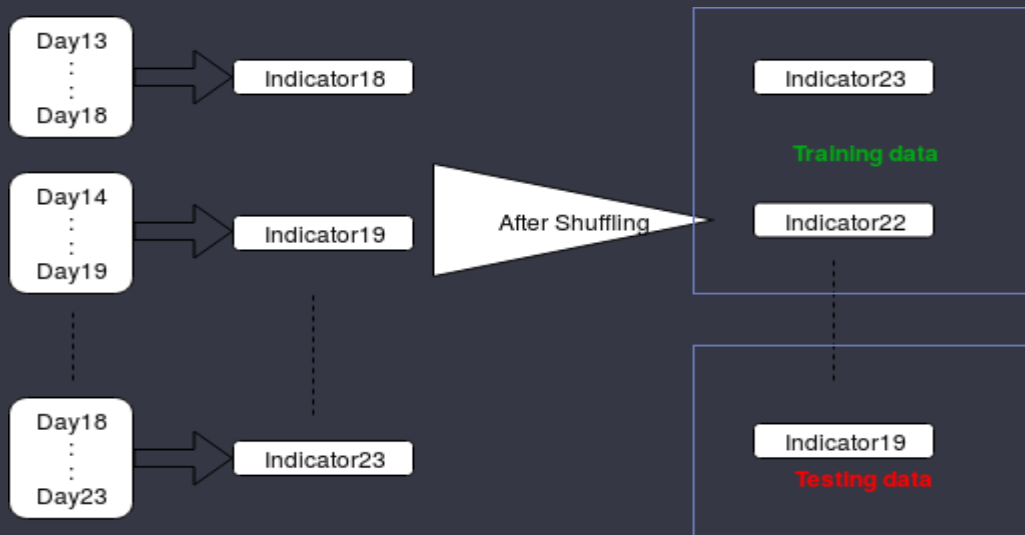 Day13
:
:
Day18
Indicator18
Day14
:
:
Day19
Indicator19
Day18
:
:
Day23
Indicator23
After Shuffling
Indicator23
Training data
Indicator22
Indicator19
Testing data